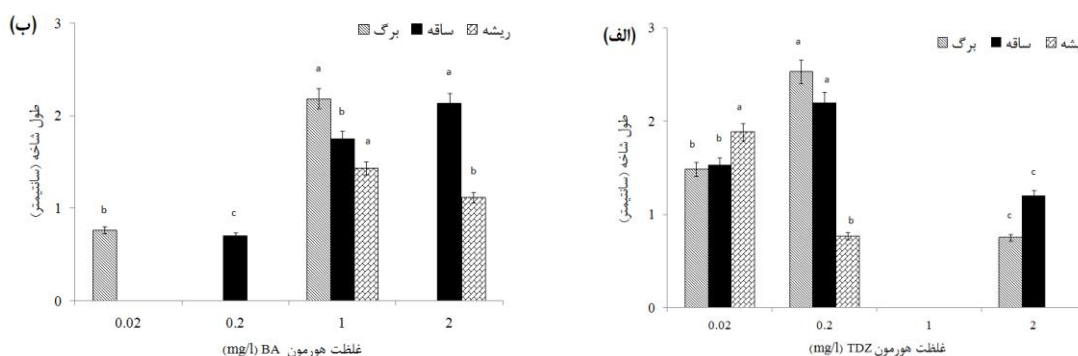 (الف)
برگ ساقه ریشه
3
a
a
a
2
b b
c
1
b
c
0
0.02 0.2 1 2
طول شاخه (سانتیمتر)
غلظت هورمون TDZ (mg/l)
(ب)
برگ ساقه ریشه
3
a
a
b
2
a
b
b
c
1
0
0.02 0.2 1 2
طول شاخه (سانتیمتر)
غلظت هورمون BA (mg/l)